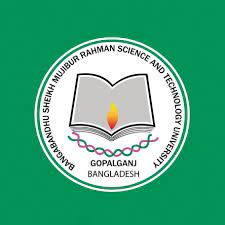 BANGABANDHU SHEIKH MUJIBUR RAHMAN SCIENCE AND TECHNOLOGY UNIVERSITY
GOPALGANJ
BANGLADESH